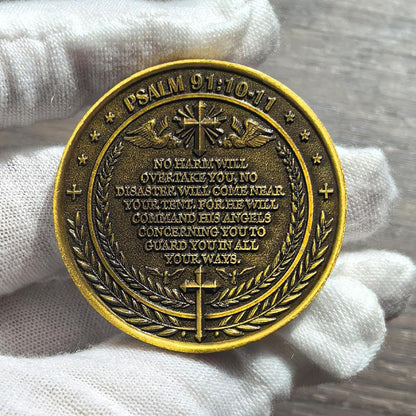 PSALM 91:10-11
NO HARM WILL
OVERTAKE YOU, NO
DISASTER WILL COME NEAR
YOUR TENT. FOR HE WILL
COMMAND HIS ANGELS
CONCERNING YOU TO
GUARD YOU IN ALL
YOUR WAYS.